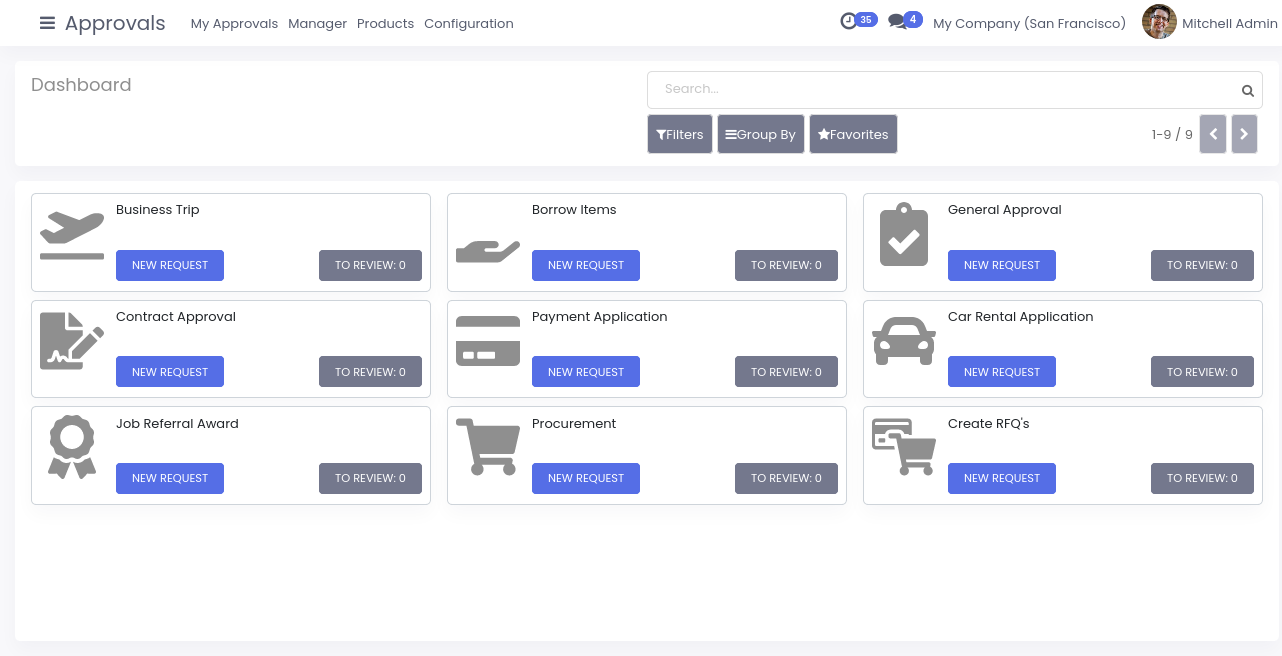 Approvals My Approvals Manager Products Configuration 35 4 My Company (San Francisco) Mitchell Admin
Dashboard
Search...
Filters Group By Favorites 1-9 / 9
Business Trip
NEW REQUEST TO REVIEW: 0
Borrow Items
NEW REQUEST TO REVIEW: 0
General Approval
NEW REQUEST TO REVIEW: 0
Contract Approval
NEW REQUEST TO REVIEW: 0
Payment Application
NEW REQUEST TO REVIEW: 0
Car Rental Application
NEW REQUEST TO REVIEW: 0
Job Referral Award
NEW REQUEST TO REVIEW: 0
Procurement
NEW REQUEST TO REVIEW: 0
Create RFQ's
NEW REQUEST TO REVIEW: 0